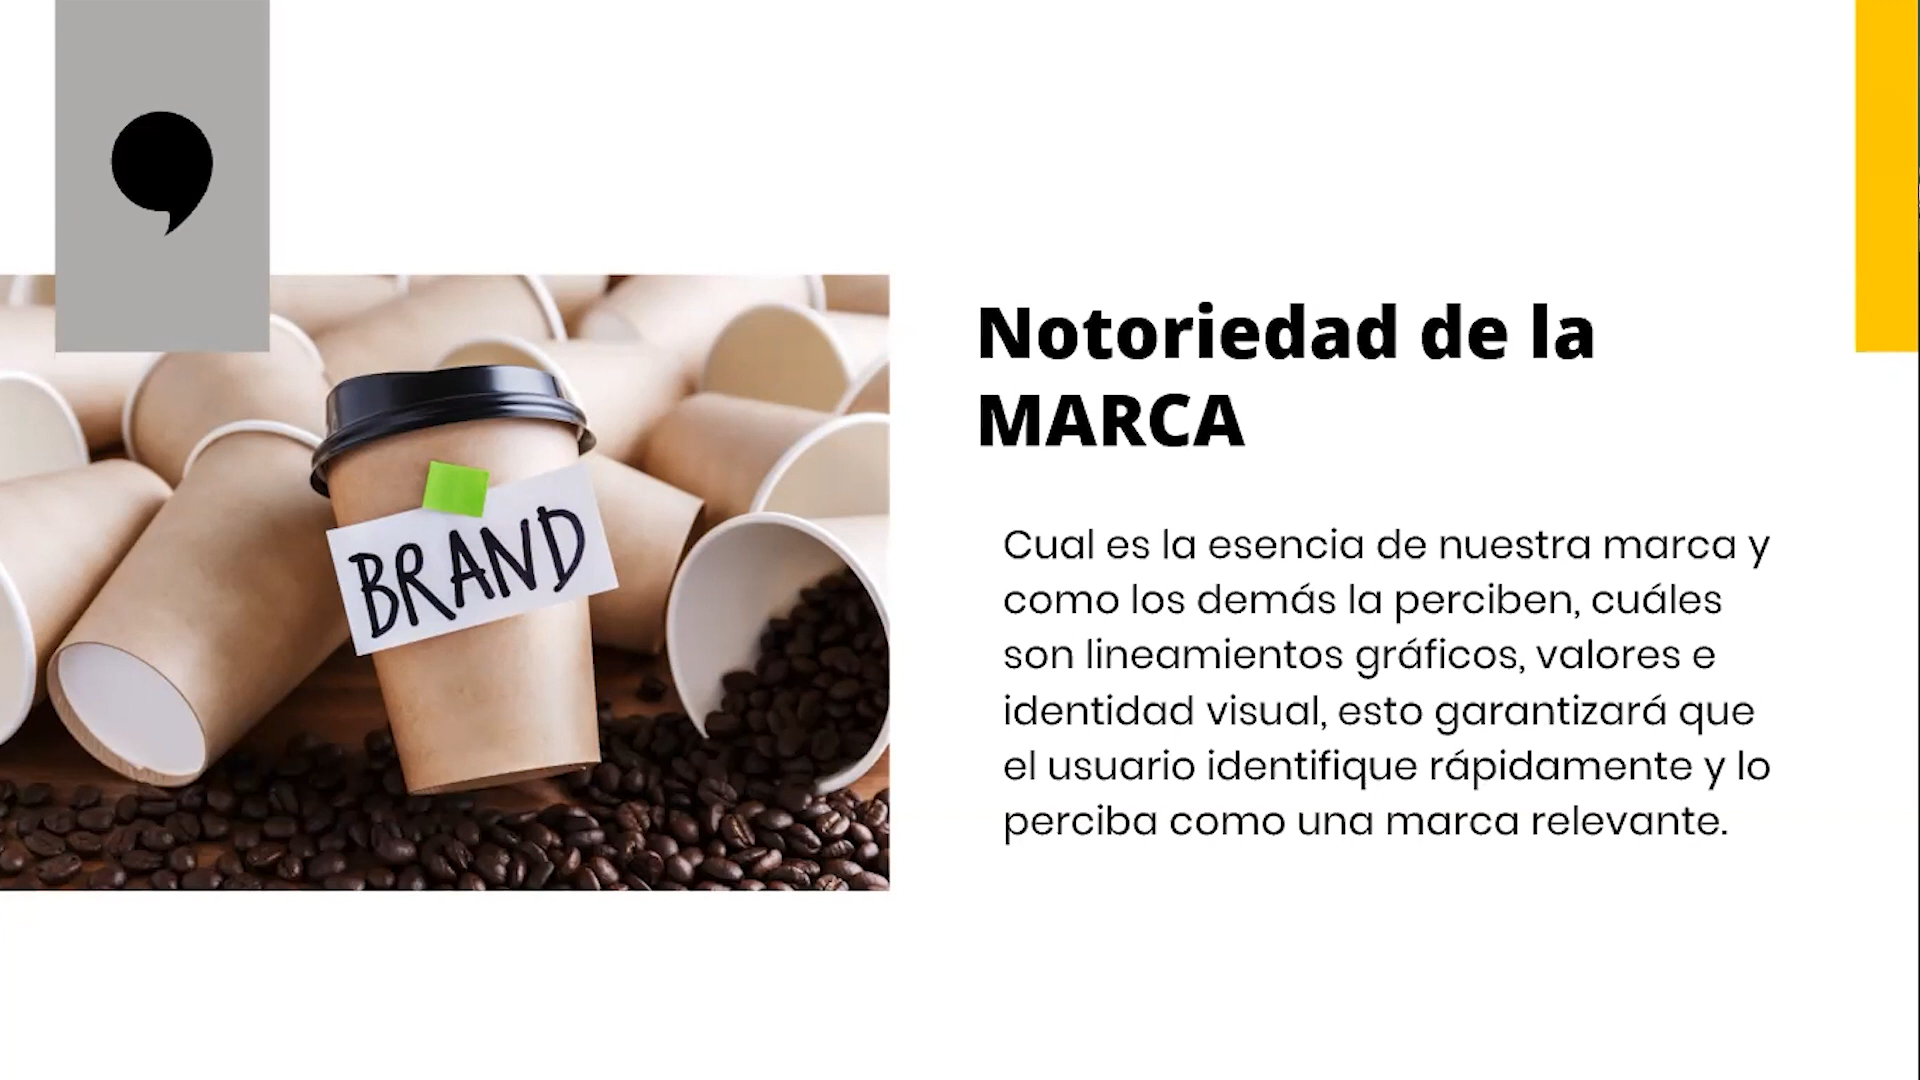 BRAND
Notoriedad de la
MARCA
Cual es la esencia de nuestra marca y
como los demás la perciben, cuáles
son lineamientos gráficos, valores e
identidad visual, esto garantizará que
el usuario identifique rápidamente y lo
perciba como una marca relevante.